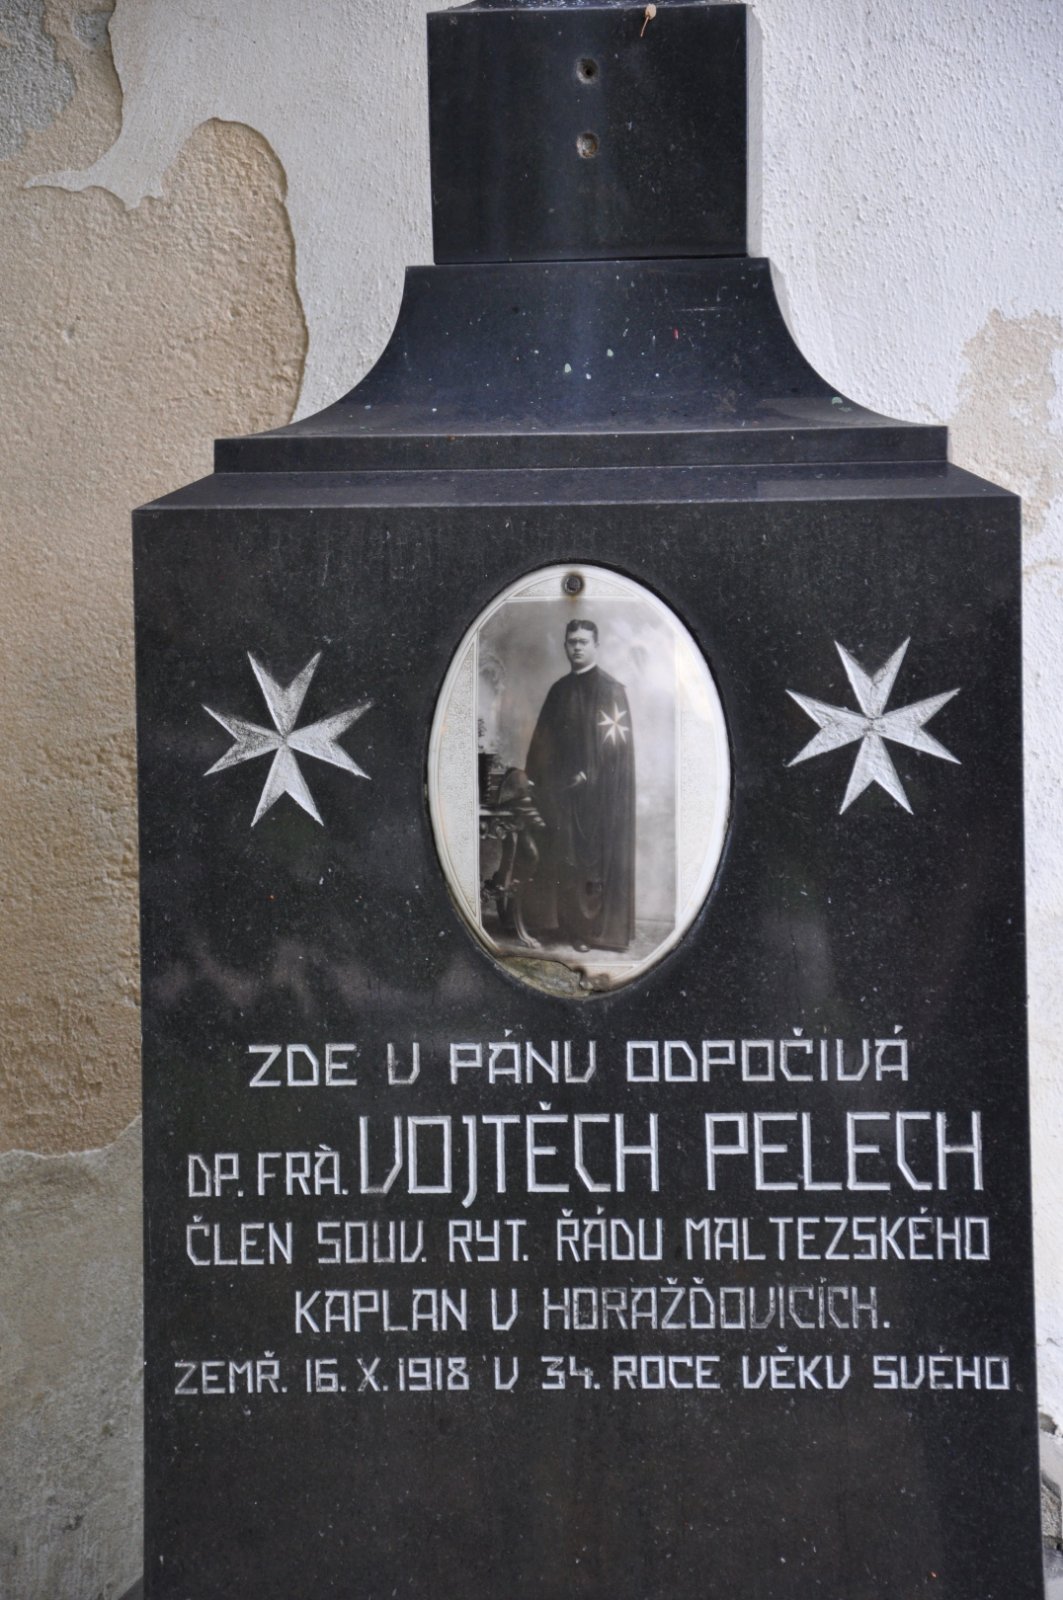 ZDE V PÁNU ODPOČÍVÁ
DP. FRÀ. VOJTĚCH PELECH
ČLEN SOUV. RYT. ŘÁDU MALTEZSKÉHO
KAPLAN V HORAŽĎOVICÍCH.
ZEMŘ. 16. X. 1918 V 34. ROCE VĚKU SVÉHO.